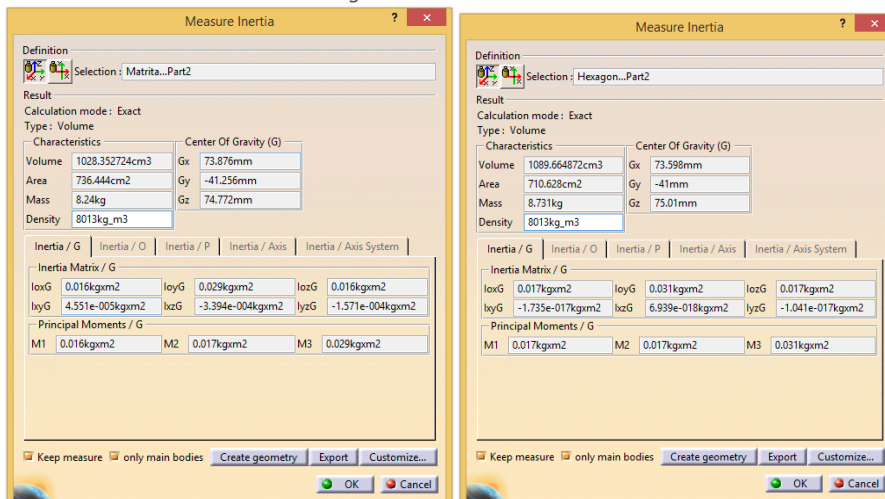 Measure Inertia ? ×
Definition
Selection : Matrita...Part2
Result
Calculation mode : Exact
Type : Volume
Characteristics Center Of Gravity (G)
Volume 1028.352724cm3 Gx 73.876mm
Area 736.444cm2 Gy -41.256mm
Mass 8.24kg Gz 74.772mm
Density 8013kg_m3
Inertia / G Inertia / O Inertia / P Inertia / Axis Inertia / Axis System
Inertia Matrix / G
IoxG 0.016kgxm2 IoyG 0.029kgxm2 IozG 0.016kgxm2
IxyG 4.551e-005kgxm2 IxzG -3.394e-004kgxm2 IyzG -1.571e-004kgxm2
Principal Moments / G
M1 0.016kgxm2 M2 0.017kgxm2 M3 0.029kgxm2
Keep measure only main bodies Create geometry Export Customize...
OK Cancel
Measure Inertia ? ×
Definition
Selection : Hexagon...Part2
Result
Calculation mode : Exact
Type : Volume
Characteristics Center Of Gravity (G)
Volume 1089.664872cm3 Gx 73.598mm
Area 710.628cm2 Gy -41mm
Mass 8.731kg Gz 75.01mm
Density 8013kg_m3
Inertia / G Inertia / O Inertia / P Inertia / Axis Inertia / Axis System
Inertia Matrix / G
IoxG 0.017kgxm2 IoyG 0.031kgxm2 IozG 0.017kgxm2
IxyG -1.735e-017kgxm2 IxzG 6.939e-018kgxm2 IyzG -1.041e-017kgxm2
Principal Moments / G
M1 0.017kgxm2 M2 0.017kgxm2 M3 0.031kgxm2
Keep measure only main bodies Create geometry Export Customize...
OK Cancel